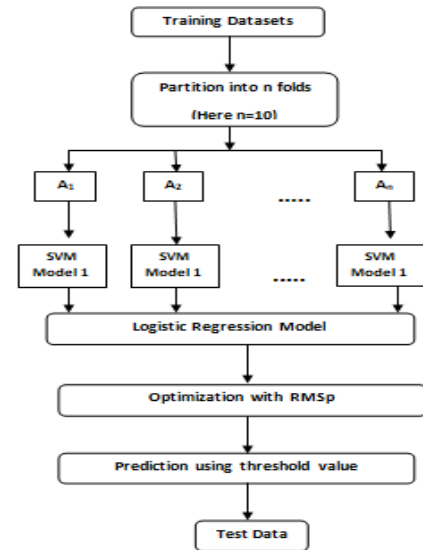 Training Datasets
Partition into n folds
(Here n=10)
A₁
A₂
.....
Aₙ
SVM
Model 1
SVM
Model 1
....
SVM
Model 1
Logistic Regression Model
Optimization with RMSp
Prediction using threshold value
Test Data